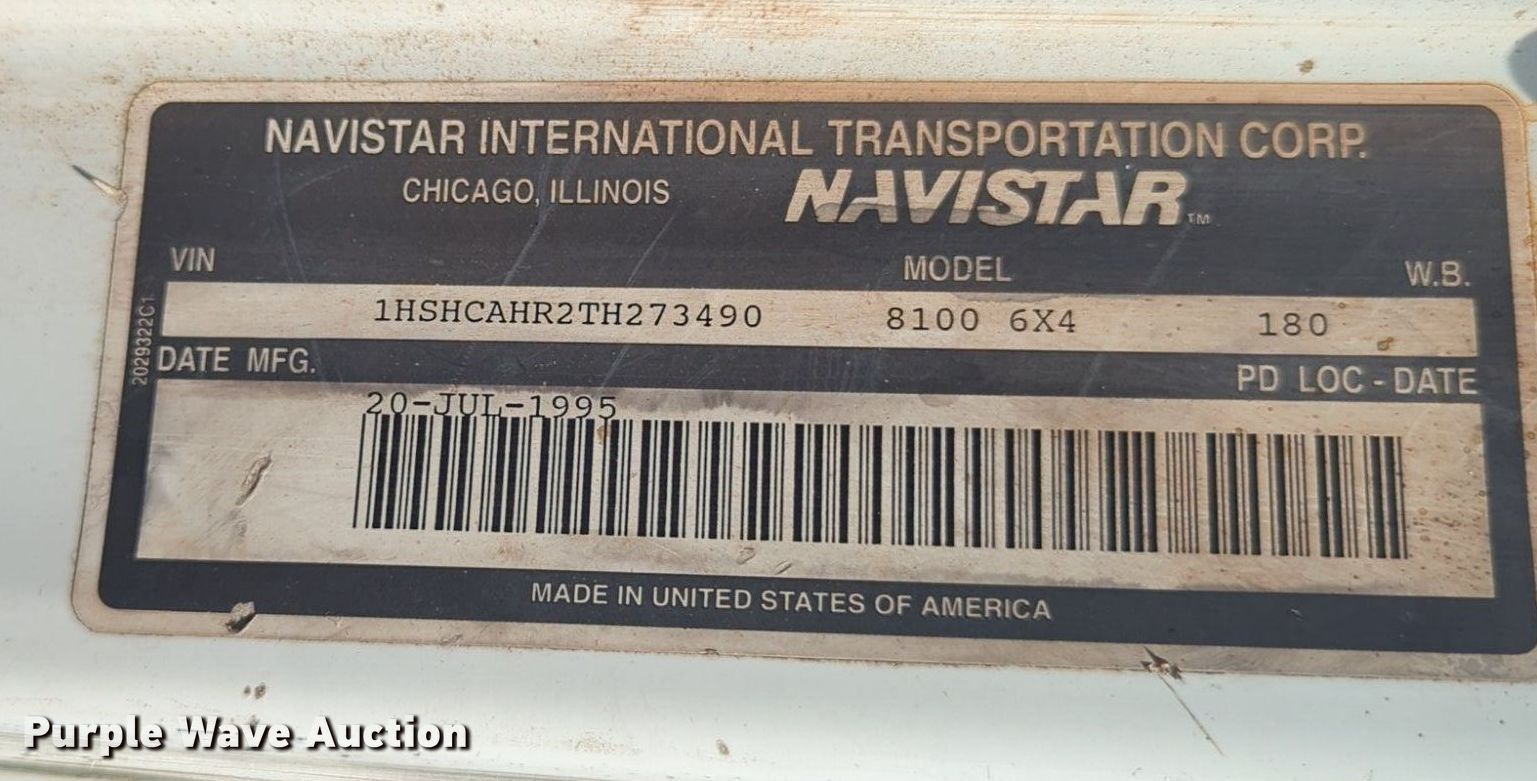 NAVISTAR INTERNATIONAL TRANSPORTATION CORP.
CHICAGO, ILLINOIS NAVISTAR™
VIN MODEL W.B.
1HSHCAHR2TH273490 8100 6X4 180
2029322C1
DATE MFG. PD LOC - DATE
20-JUL-1995
MADE IN UNITED STATES OF AMERICA
Purple Wave Auction